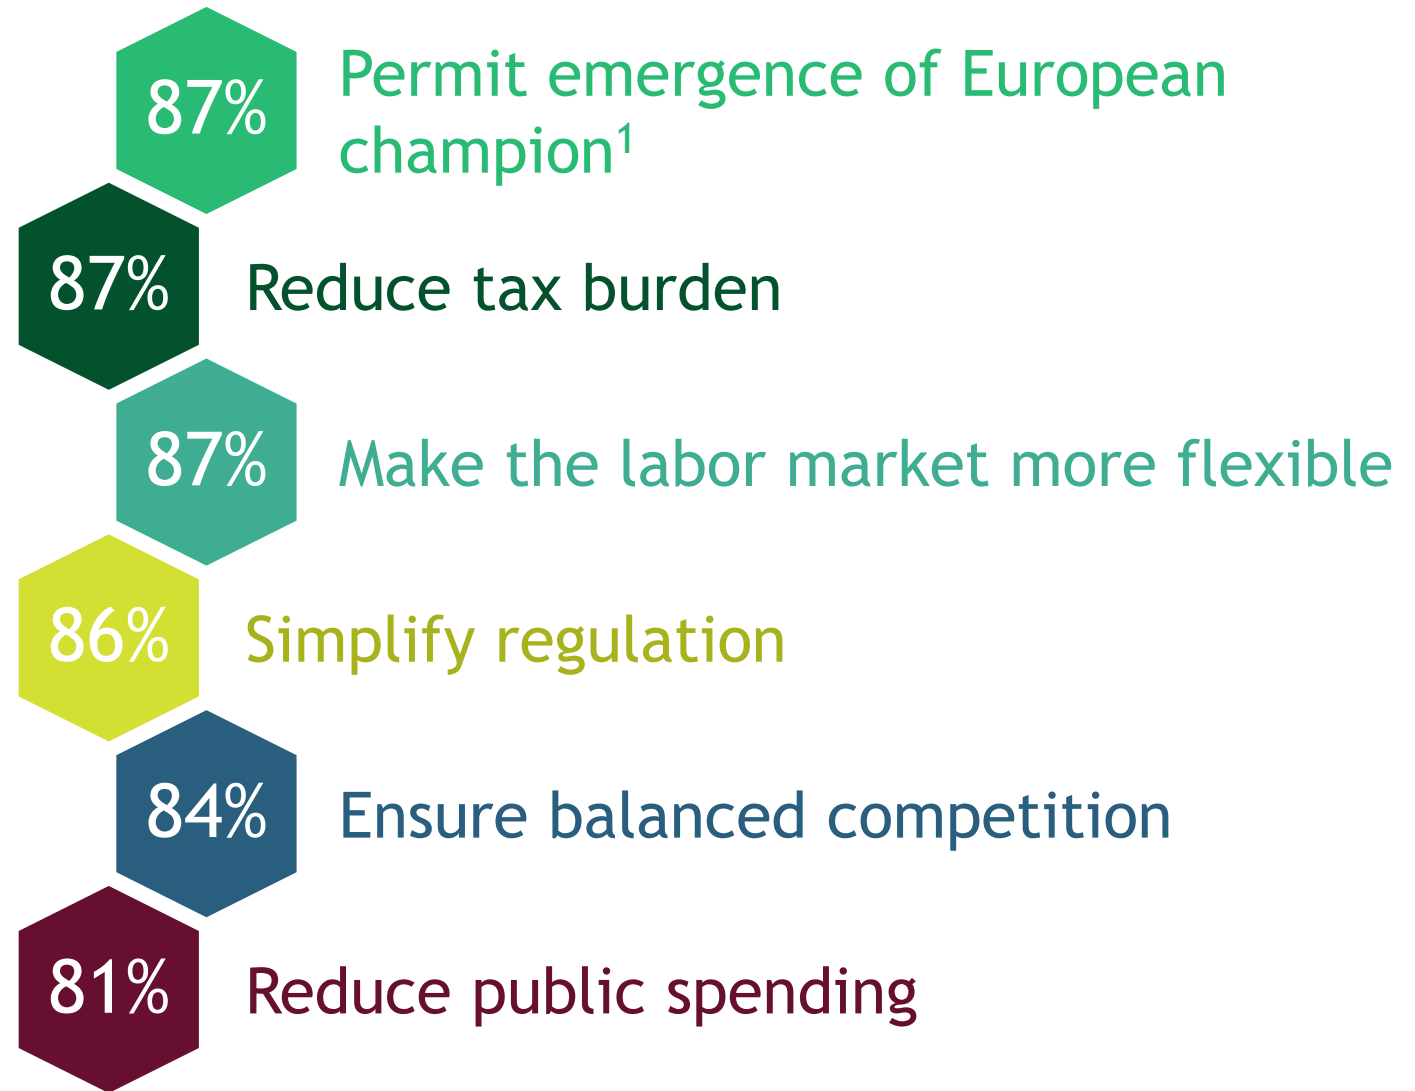 87%
Permit emergence of European
champion¹
87%
Reduce tax burden
87%
Make the labor market more flexible
86%
Simplify regulation
84%
Ensure balanced competition
81%
Reduce public spending